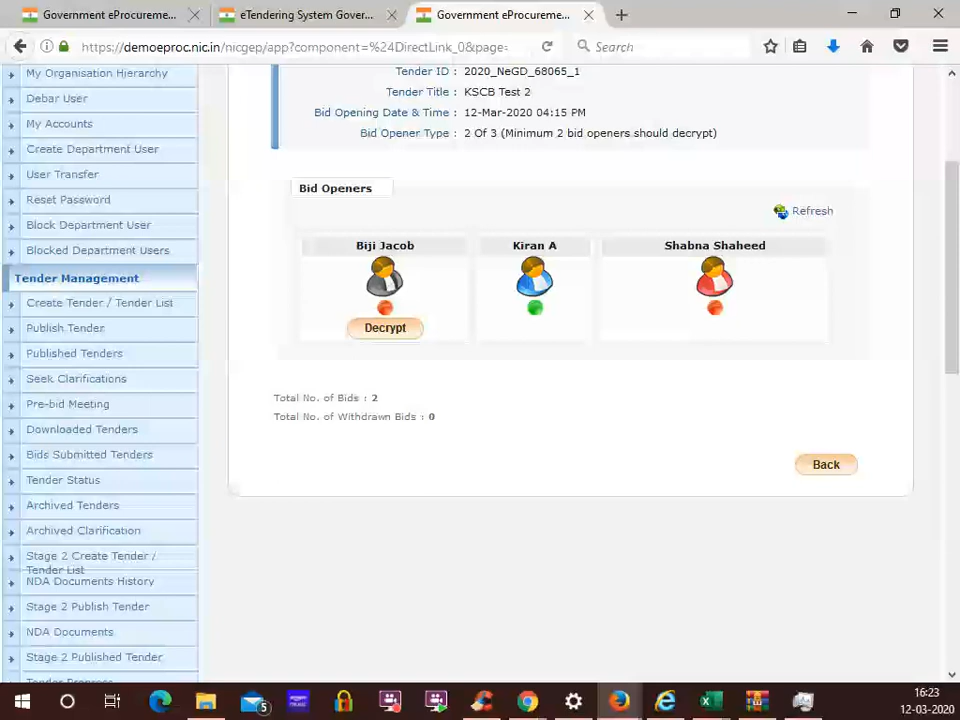 Government eProcureme...
eTendering System Gover...
Government eProcureme...
https://demoeproc.nic.in/nicgep/app?component=%24DirectLink_0&page=
Search
My Organisation Hierarchy
Debar User
My Accounts
Create Department User
User Transfer
Reset Password
Block Department User
Blocked Department Users
Tender Management
Create Tender / Tender List
Publish Tender
Published Tenders
Seek Clarifications
Pre-bid Meeting
Downloaded Tenders
Bids Submitted Tenders
Tender Status
Archived Tenders
Archived Clarification
Stage 2 Create Tender /
Tender List
NDA Documents History
Stage 2 Publish Tender
NDA Documents
Stage 2 Published Tender
Tender ID : 2020_NeGD_68065_1
Tender Title : KSCB Test 2
Bid Opening Date & Time : 12-Mar-2020 04:15 PM
Bid Opener Type : 2 Of 3 (Minimum 2 bid openers should decrypt)
Bid Openers
Refresh
Biji Jacob Kiran A Shabna Shaheed
Decrypt
Total No. of Bids : 2
Total No. of Withdrawn Bids : 0
Back
5
16:23
12-03-2020